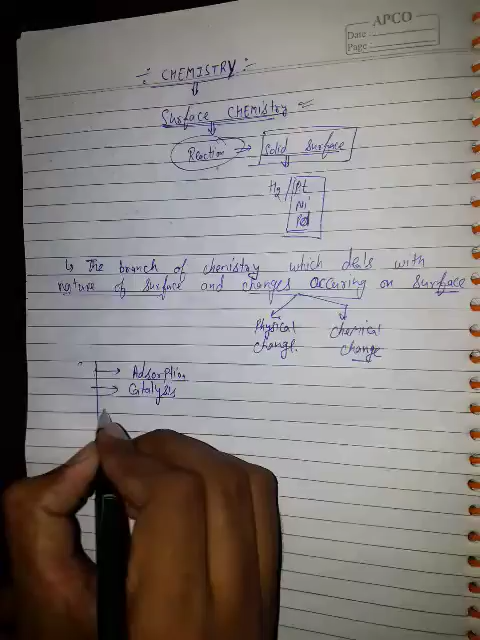 APCO
Date
Page
CHEMISTRY
Surface CHEMistry
Reaction ⇒ Solid surface
H2 / Pt
Ni
Pd
↳ The branch of chemistry which deals with
nature of surface and changes occuring on surface
Physical change. Chemical change
→ Adsorption
→ Catalysis